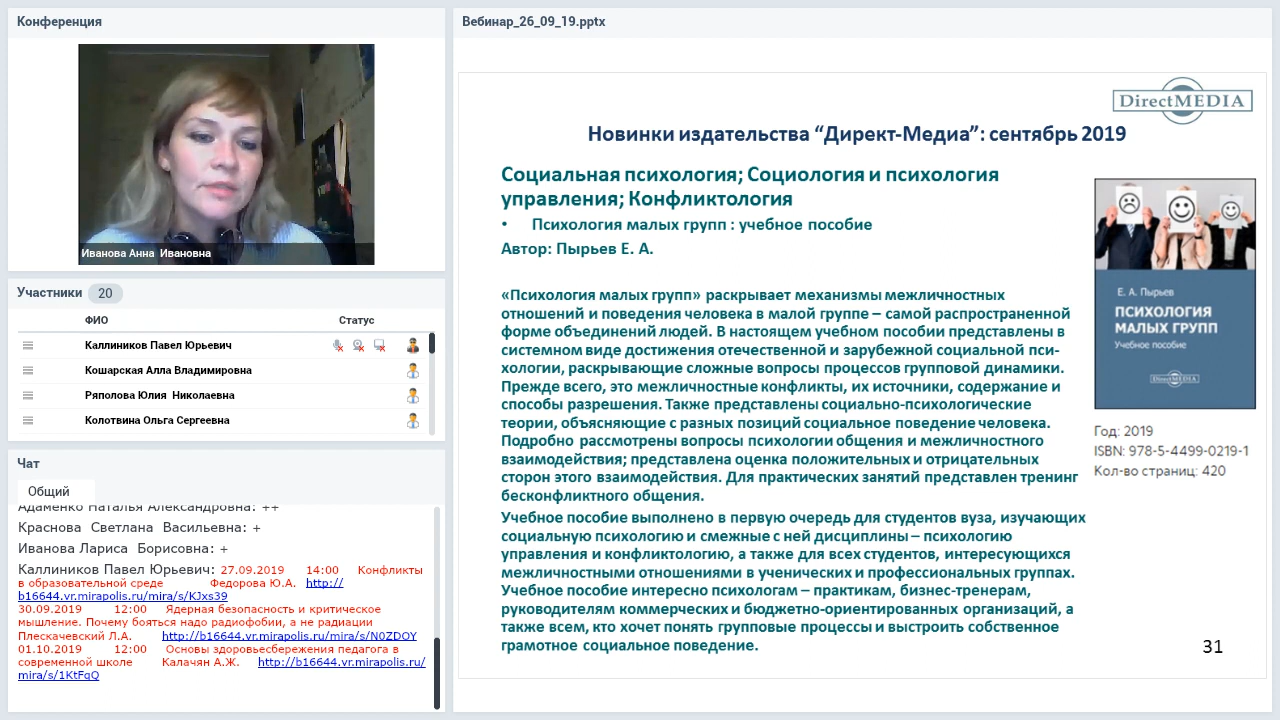 Конференция
Иванова Анна  Ивановна
Участники 20
ФИО Статус
Каллиников Павел Юрьевич
Кошарская Алла Владимировна
Ряполова Юлия  Николаевна
Колотвина Ольга Сергеевна
Чат
Общий
Адаменко Наталья Александровна: ++
Краснова  Светлана  Васильевна: +
Иванова Лариса  Борисовна: +
Каллиников Павел Юрьевич: 27.09.2019 14:00 Конфликты
в образовательной среде Федорова Ю.А. http://
b16644.vr.mirapolis.ru/mira/s/KJxs39
30.09.2019 12:00 Ядерная безопасность и критическое
мышление. Почему бояться надо радиофобии, а не радиации
Плескачевский Л.А. http://b16644.vr.mirapolis.ru/mira/s/N0ZDOY
01.10.2019 12:00 Основы здоровьесбережения педагога в
современной школе Калачян А.Ж. http://b16644.vr.mirapolis.ru/
mira/s/1KtFqQ
Вебинар_26_09_19.pptx
DirectMEDIA
Новинки издательства “Директ-Медиа”: сентябрь 2019
Социальная психология; Социология и психология
управления; Конфликтология
• Психология малых групп : учебное пособие
Автор: Пырьев Е. А.
«Психология малых групп» раскрывает механизмы межличностных
отношений и поведения человека в малой группе – самой распространенной
форме объединений людей. В настоящем учебном пособии представлены в
системном виде достижения отечественной и зарубежной социальной пси-
хологии, раскрывающие сложные вопросы процессов групповой динамики.
Прежде всего, это межличностные конфликты, их источники, содержание и
способы разрешения. Также представлены социально-психологические
теории, объясняющие с разных позиций социальное поведение человека.
Подробно рассмотрены вопросы психологии общения и межличностного
взаимодействия; представлена оценка положительных и отрицательных
сторон этого взаимодействия. Для практических занятий представлен тренинг
бесконфликтного общения.
Учебное пособие выполнено в первую очередь для студентов вуза, изучающих
социальную психологию и смежные с ней дисциплины – психологию
управления и конфликтологию, а также для всех студентов, интересующихся
межличностными отношениями в ученических и профессиональных группах.
Учебное пособие интересно психологам – практикам, бизнес-тренерам,
руководителям коммерческих и бюджетно-ориентированных организаций, а
также всем, кто хочет понять групповые процессы и выстроить собственное
грамотное социальное поведение.
Е. А. Пырьев
ПСИХОЛОГИЯ
МАЛЫХ ГРУПП
Учебное пособие
DirectMEDIA
Год: 2019
ISBN: 978-5-4499-0219-1
Кол-во страниц: 420
31